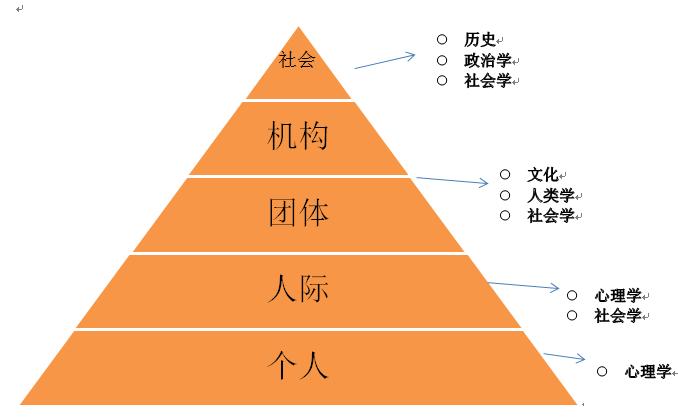 社会
历史
政治学
社会学
机构
文化
人类学
社会学
团体
人际
心理学
社会学
个人
心理学